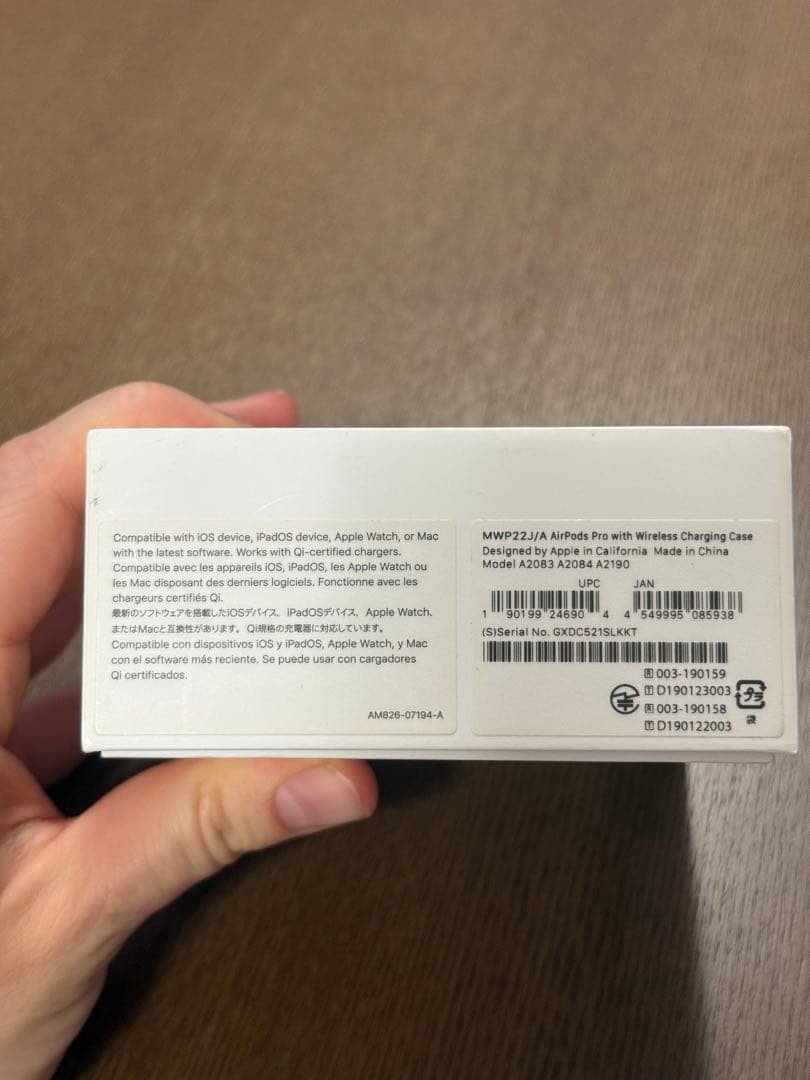 Compatible with iOS device, iPadOS device, Apple Watch, or Mac
with the latest software. Works with Qi-certified chargers.
Compatible avec les appareils iOS, iPadOS, les Apple Watch ou
les Mac disposant des derniers logiciels. Fonctionne avec les
chargeurs certifiés Qi.
最新のソフトウェアを搭載したiOSデバイス、iPadOSデバイス、Apple Watch、
またはMacと互換性があります。Qi規格の充電器に対応しています。
Compatible con dispositivos iOS y iPadOS, Apple Watch, y Mac
con el software más reciente. Se puede usar con cargadores
Qi certificados.
AM826-07194-A
MWP22J/A AirPods Pro with Wireless Charging Case
Designed by Apple in California Made in China
Model A2083 A2084 A2190
UPC JAN
1 90199 24690 4 4 549995 085938
(S)Serial No. GXDC521SLKKT
R 003-190159
T D190123003
R 003-190158
T D190122003
プラ
袋